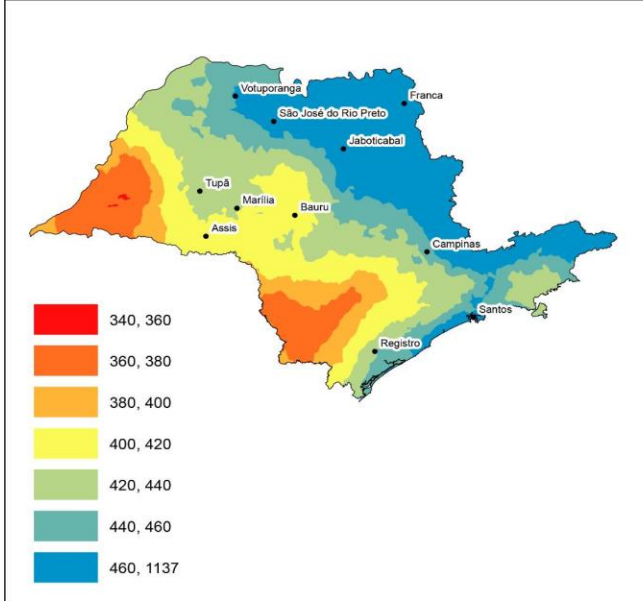 Votuporanga
Franca
São José do Rio Preto
Jaboticabal
Tupã
Marília
Bauru
Assis
Campinas
Santos
Registro
340, 360
360, 380
380, 400
400, 420
420, 440
440, 460
460, 1137